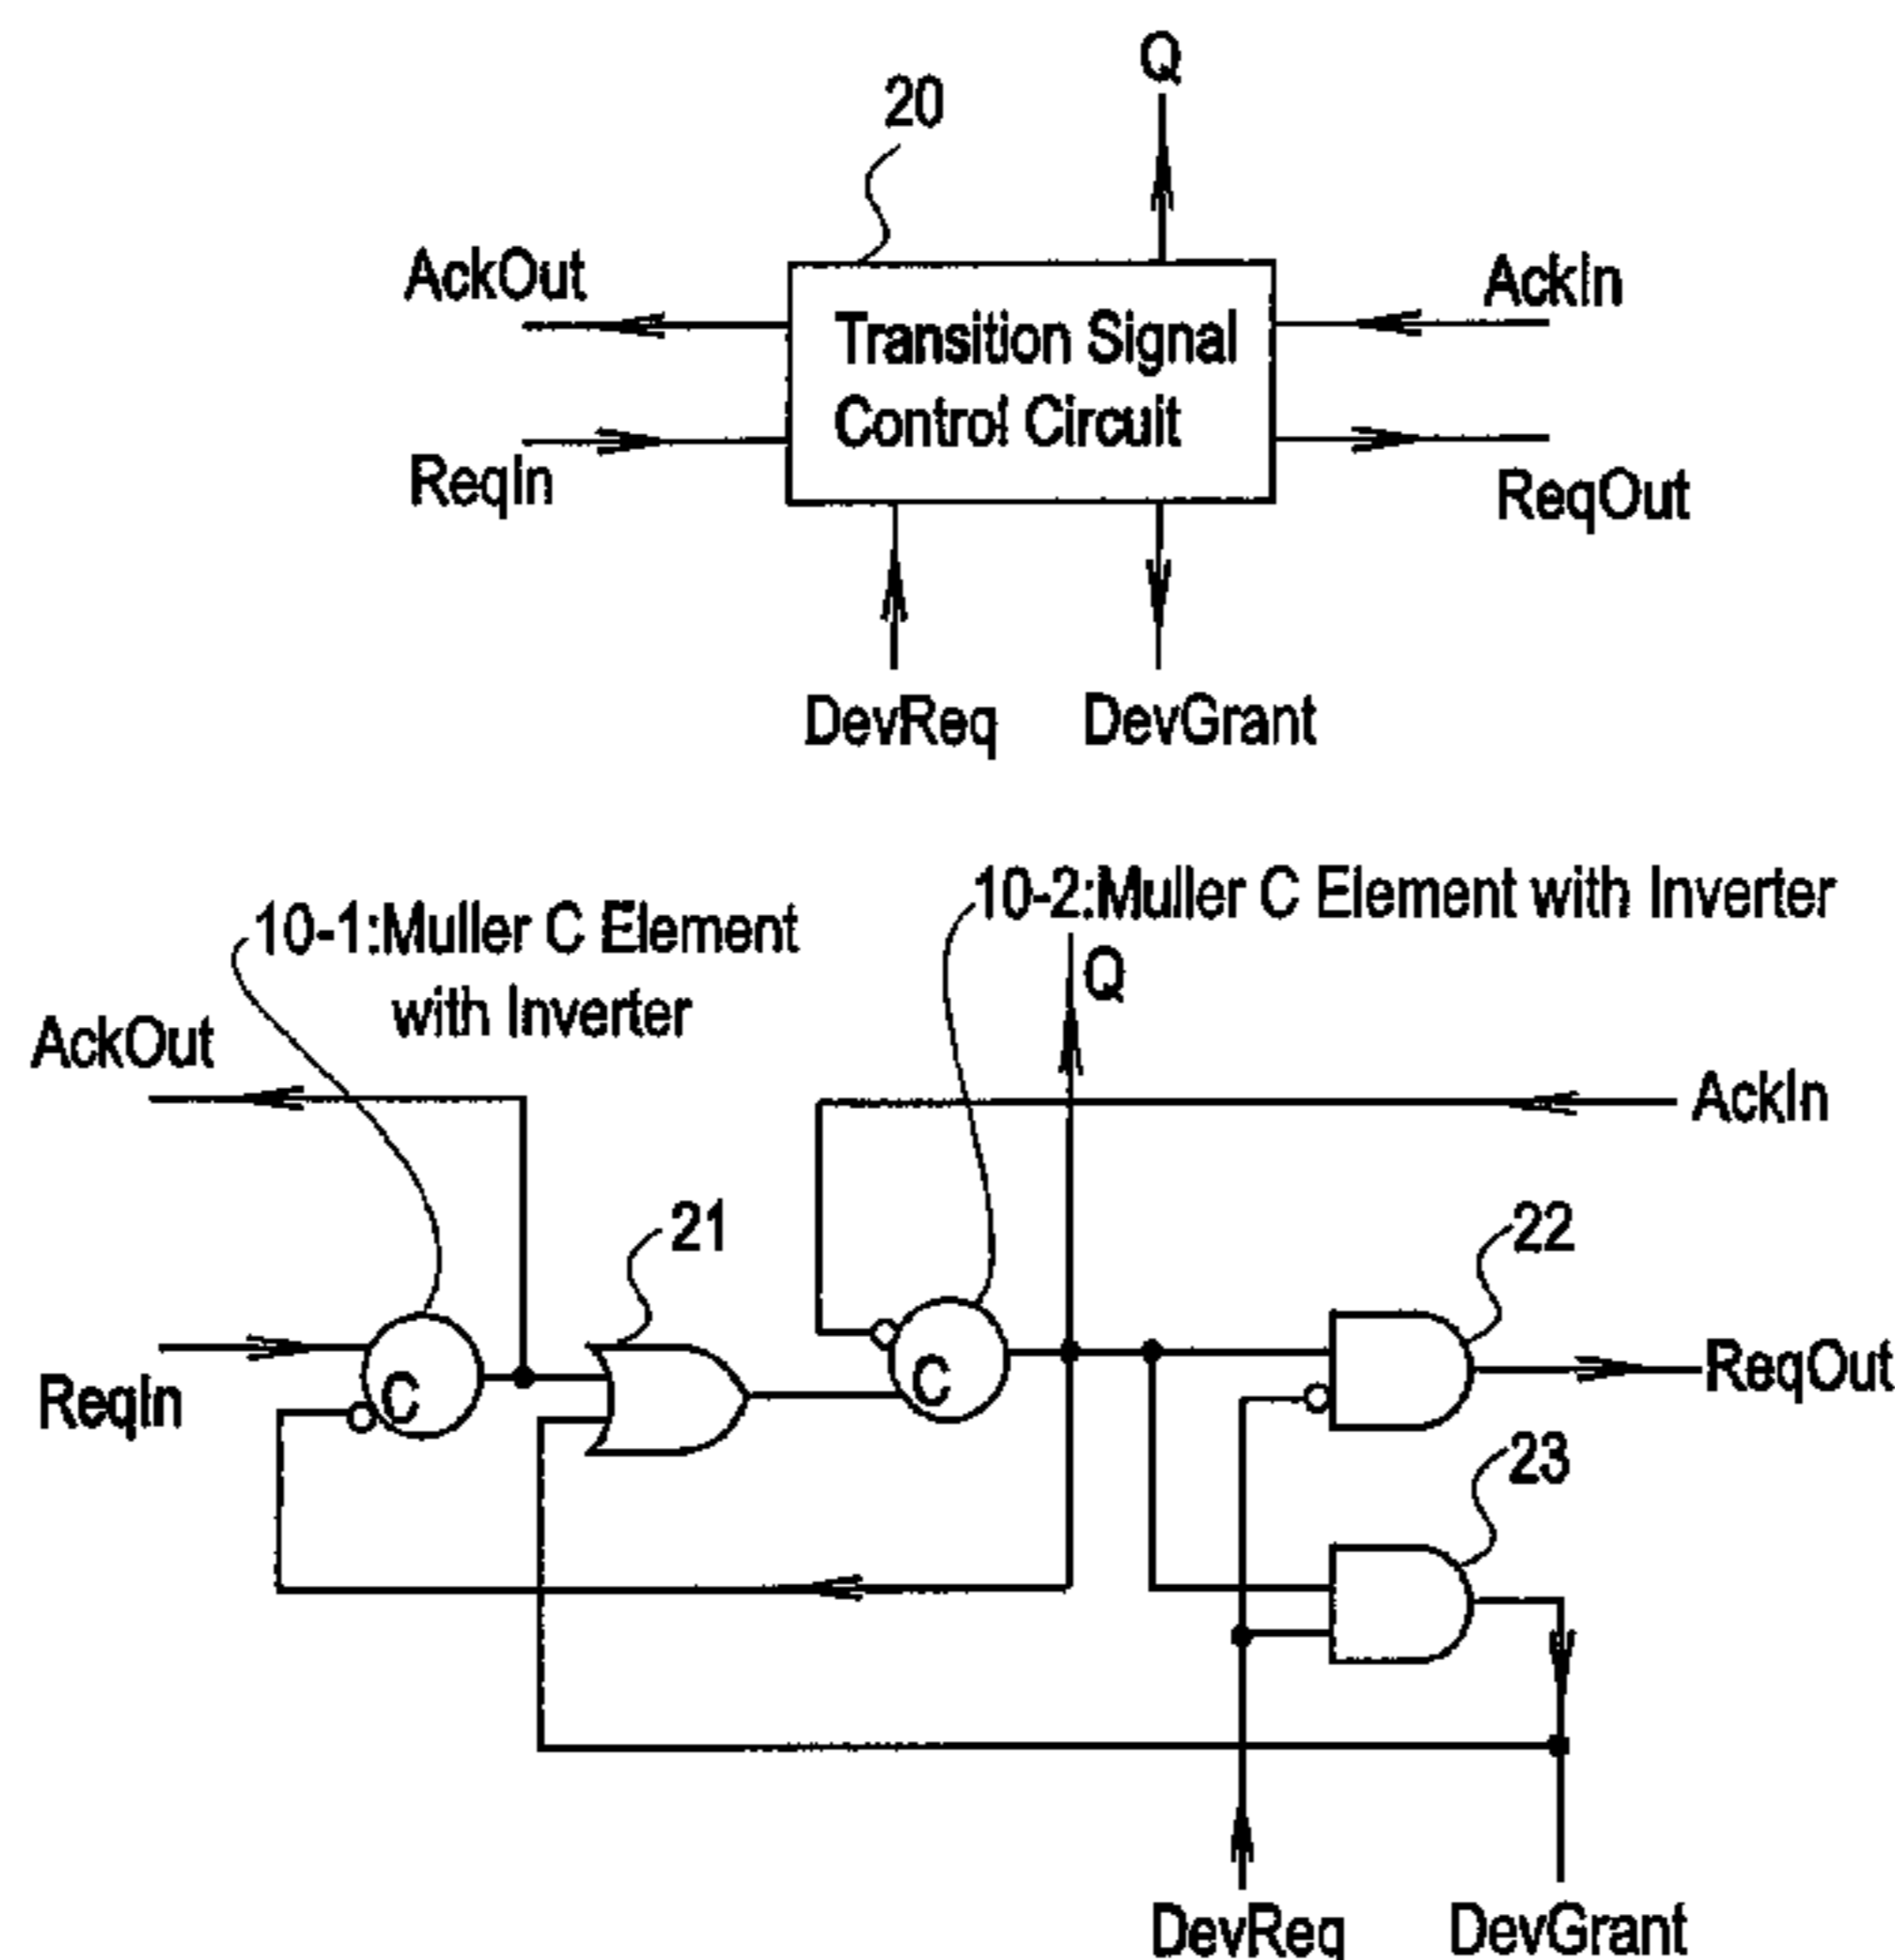 Q
20
AckOut
AckIn
Transition Signal
Control Circuit
ReqIn
ReqOut
DevReq
DevGrant
10-1:Muller C Element
with Inverter
10-2:Muller C Element with Inverter
Q
AckOut
AckIn
21
22
C
C
ReqIn
ReqOut
23
DevReq
DevGrant